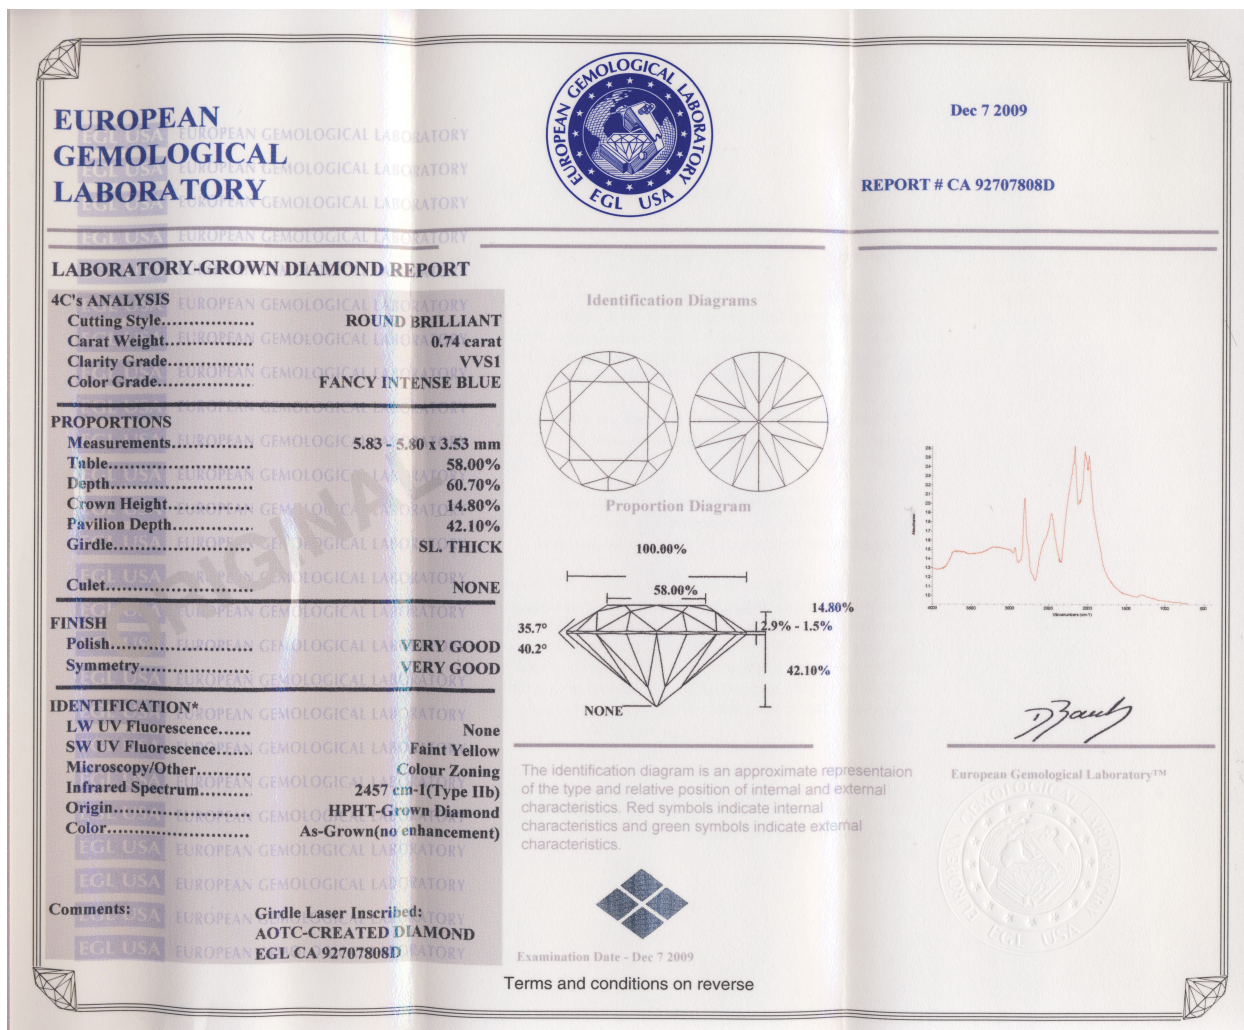 EUROPEAN
GEMOLOGICAL
LABORATORY
EUROPEAN GEMOLOGICAL LABORATORY
EGL USA
Dec 7 2009
REPORT # CA 92707808D
LABORATORY-GROWN DIAMOND REPORT
4C's ANALYSIS
Cutting Style................ ROUND BRILLIANT
Carat Weight................ 0.74 carat
Clarity Grade................ VVS1
Color Grade................ FANCY INTENSE BLUE
PROPORTIONS
Measurements............... 5.83 - 5.80 x 3.53 mm
Table.......................... 58.00%
Depth.......................... 60.70%
Crown Height............... 14.80%
Pavilion Depth............... 42.10%
Girdle.......................... SL. THICK
Culet.......................... NONE
FINISH
Polish.......................... VERY GOOD
Symmetry..................... VERY GOOD
IDENTIFICATION*
LW UV Fluorescence...... None
SW UV Fluorescence...... Faint Yellow
Microscopy/Other.......... Colour Zoning
Infrared Spectrum.......... 2457 cm-1(Type IIb)
Origin.......................... HPHT-Grown Diamond
Color.......................... As-Grown(no enhancement)
Comments: Girdle Laser Inscribed:
AOTC-CREATED DIAMOND
EGL CA 92707808D
Identification Diagrams
Proportion Diagram
100.00%
58.00%
14.80%
35.7°
2.9% - 1.5%
40.2°
42.10%
NONE
The identification diagram is an approximate representaion
of the type and relative position of internal and external
characteristics. Red symbols indicate internal
characteristics and green symbols indicate external
characteristics.
Examination Date - Dec 7 2009
Terms and conditions on reverse
European Gemological Laboratory™
EUROPEAN GEMOLOGICAL LABORATORY
EGL USA